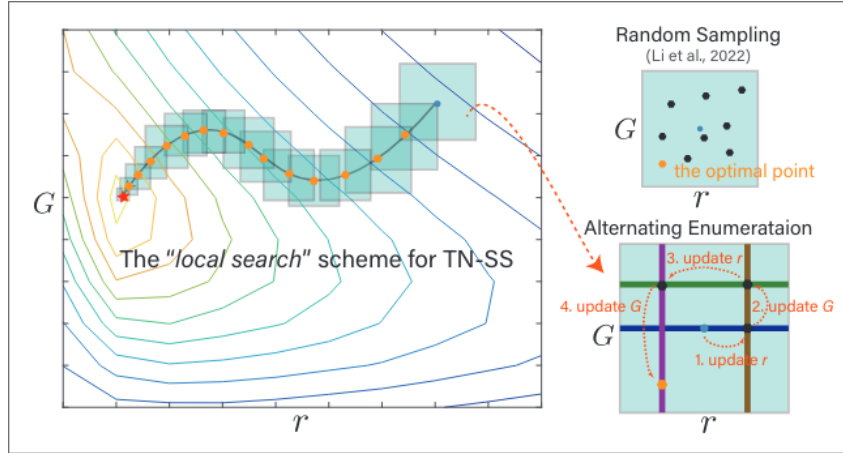 G
The "local search" scheme for TN-SS
r
Random Sampling
(Li et al., 2022)
G
the optimal point
r
Alternating Enumerataion
3. update r
4. update G
2. update G
G
1. update r
r